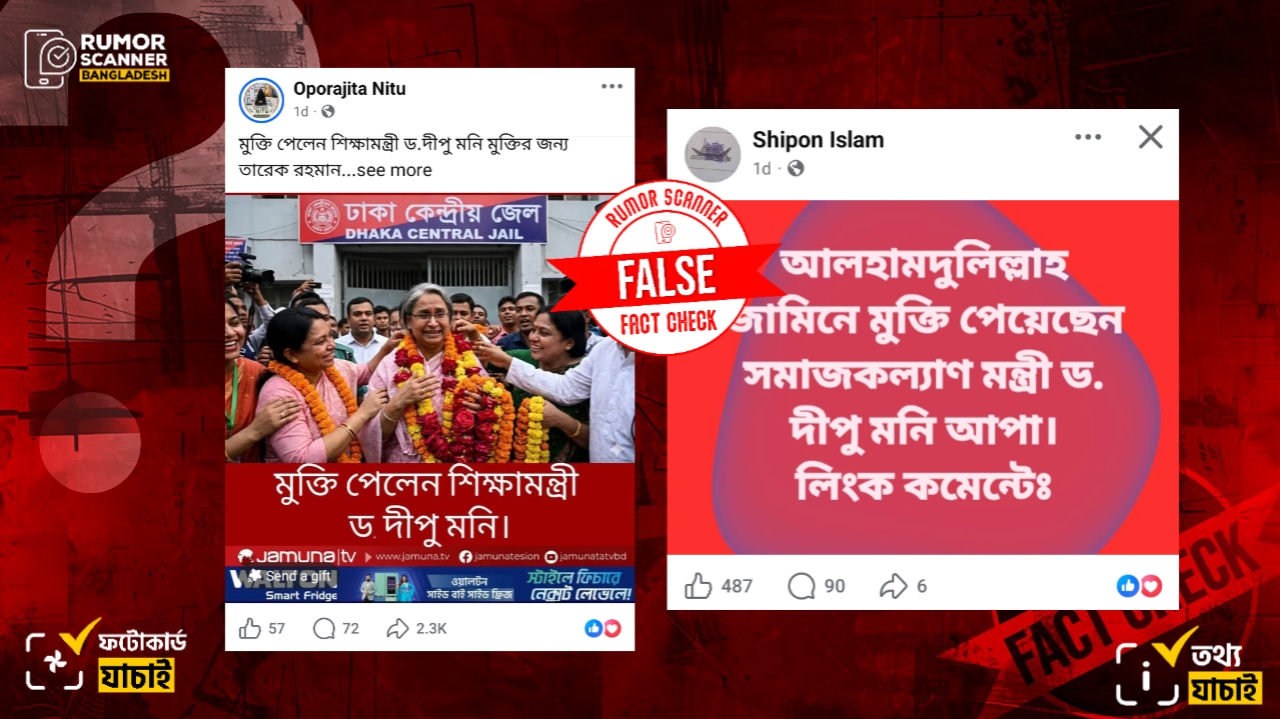 RUMOR
SCANNER
BANGLADESH
Oporajita Nitu
1d
মুক্তি পেলেন শিক্ষামন্ত্রী ড.দীপু মনি মুক্তির জন্য
তারেক রহমান...see more
ঢাকা কেন্দ্রীয় জেল
DHAKA CENTRAL JAIL
মুক্তি পেলেন শিক্ষামন্ত্রী
ড. দীপু মনি।
Jamuna|tv
www.jamuna.tv
jamunatesion
jamunatatvbd
WALTON
Send a gift
Smart Fridge
ওয়ালটন
সাইড বাই সাইড ফ্রিজ
স্টাইলে ফিচারে
নেক্সট লেভেলে!
57
72
2.3K
RUMOR SCANNER
FALSE
FACT CHECK
Shipon Islam
1d
আলহামদুলিল্লাহ
জামিনে মুক্তি পেয়েছেন
সমাজকল্যাণ মন্ত্রী ড.
দীপু মনি আপা।
লিংক কমেন্টেঃ
487
90
6
FACT CHECK
ফটোকার্ড
যাচাই
তথ্য
যাচাই